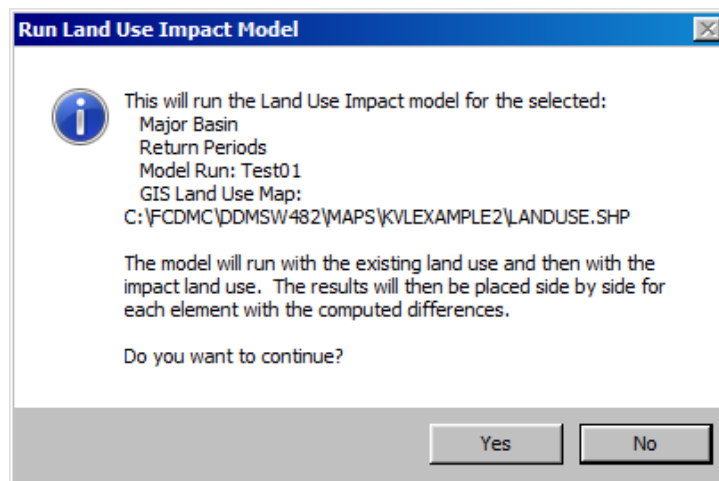 Run Land Use Impact Model
This will run the Land Use Impact model for the selected:
Major Basin
Return Periods
Model Run: Test01
GIS Land Use Map:
C:\FCDMC\DDMSW482\MAPS\KVLEXAMPLE2\LANDUSE.SHP
The model will run with the existing land use and then with the
impact land use.  The results will then be placed side by side for
each element with the computed differences.
Do you want to continue?
Yes
No